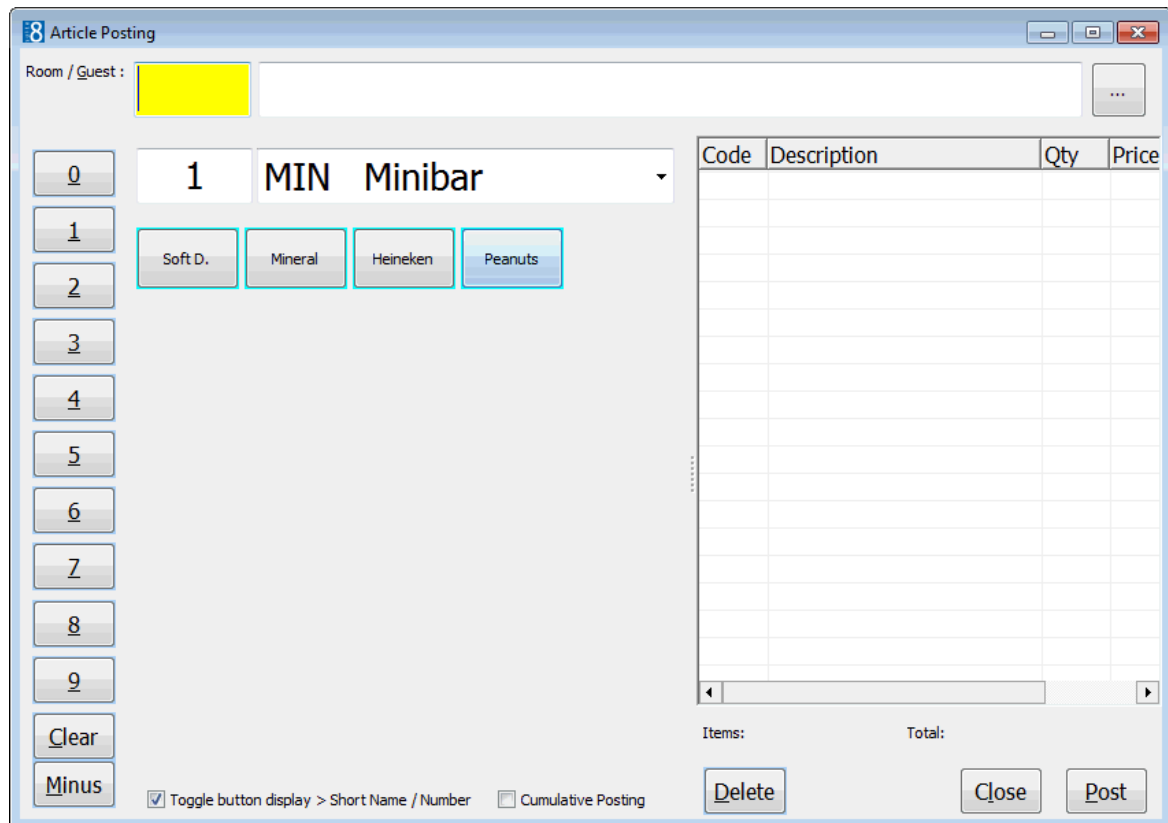 8 Article Posting
Room / Guest :
...
0
1 MIN Minibar
Code Description Qty Price
1
Soft D. Mineral Heineken Peanuts
2
3
4
5
6
7
8
9
Clear
Items: Total:
Minus
Toggle button display > Short Name / Number Cumulative Posting
Delete Close Post